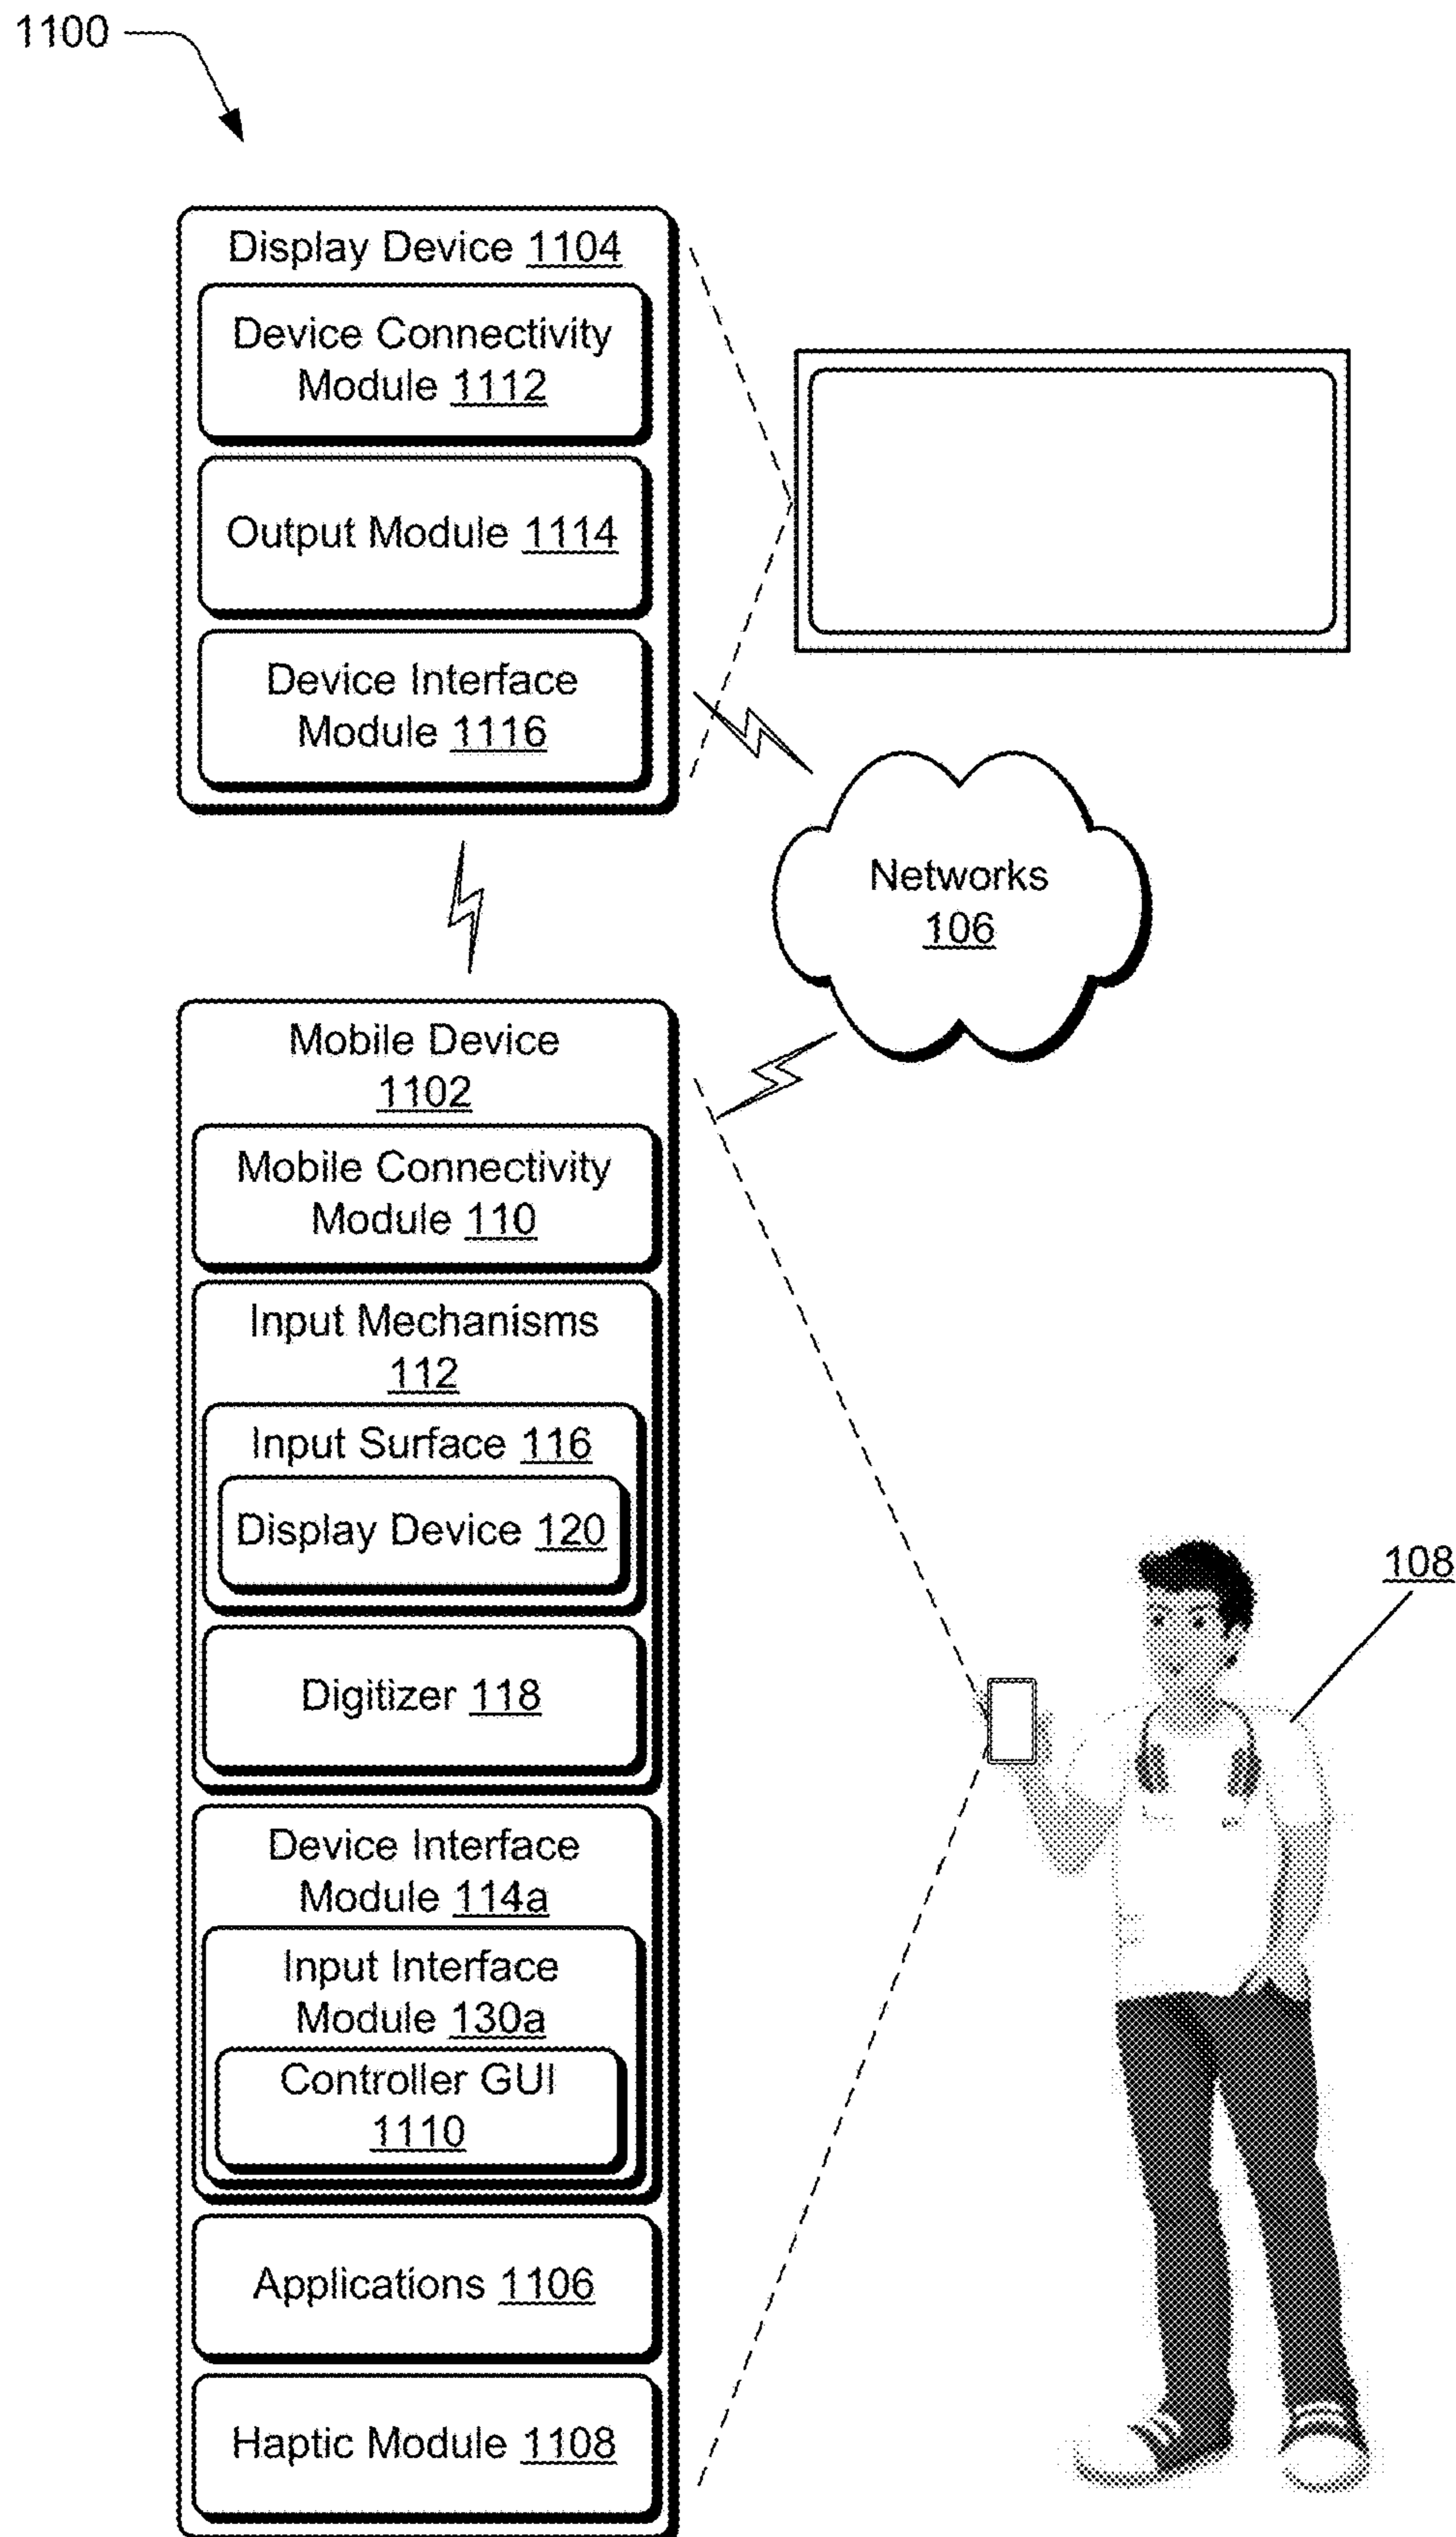 1100
Display Device 1104
Device Connectivity
Module 1112
Output Module 1114
Device Interface
Module 1116
Networks
106
Mobile Device
1102
Mobile Connectivity
Module 110
Input Mechanisms
112
Input Surface 116
Display Device 120
108
Digitizer 118
Device Interface
Module 114a
Input Interface
Module 130a
Controller GUI
1110
Applications 1106
Haptic Module 1108